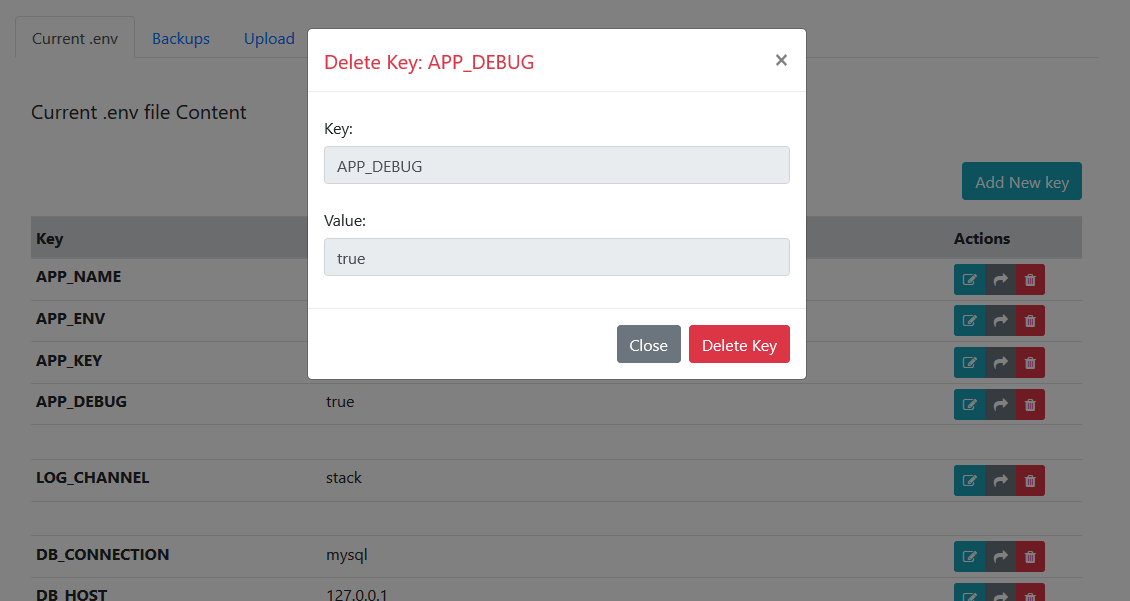 Current .env Backups Upload
Delete Key: APP_DEBUG ×
Current .env file Content
Key:
APP_DEBUG
Add New key
Value:
true
Key Actions
APP_NAME
APP_ENV
Close Delete Key
APP_KEY
APP_DEBUG true
LOG_CHANNEL stack
DB_CONNECTION mysql
DB_HOST 127.0.0.1